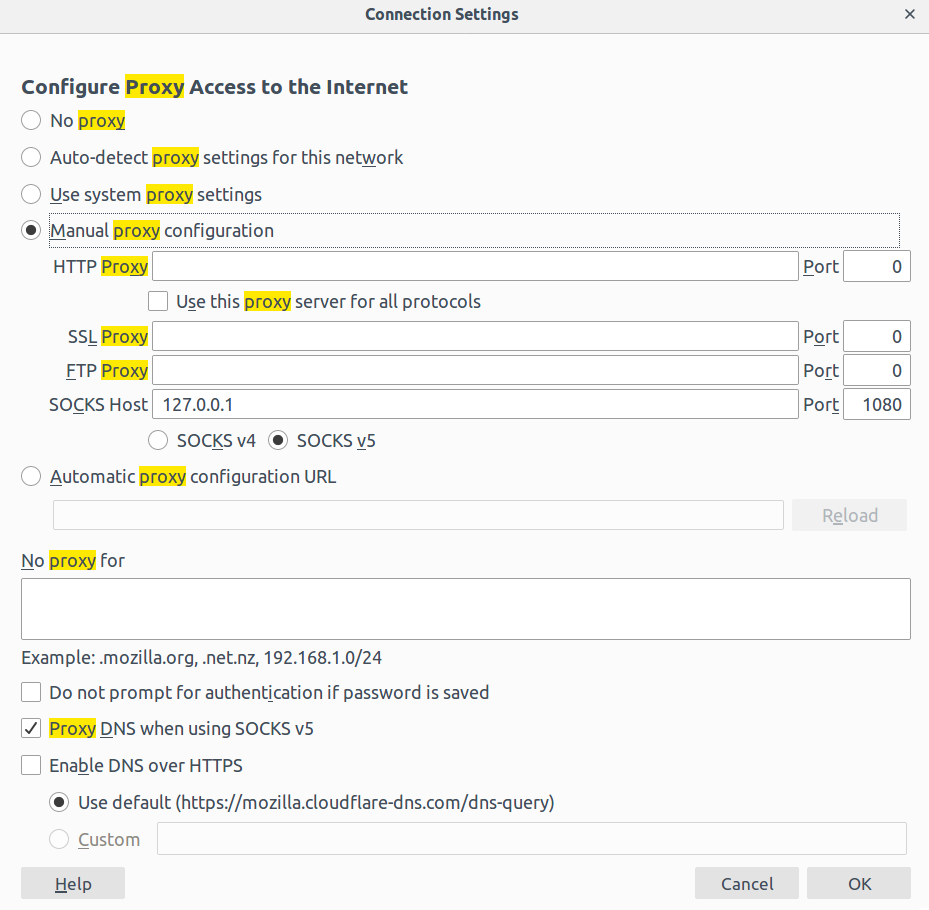 Connection Settings
Configure Proxy Access to the Internet
No proxy
Auto-detect proxy settings for this network
Use system proxy settings
Manual proxy configuration
HTTP Proxy Port 0
Use this proxy server for all protocols
SSL Proxy Port 0
FTP Proxy Port 0
SOCKS Host 127.0.0.1 Port 1080
SOCKS v4 SOCKS v5
Automatic proxy configuration URL
Reload
No proxy for
Example: .mozilla.org, .net.nz, 192.168.1.0/24
Do not prompt for authentication if password is saved
Proxy DNS when using SOCKS v5
Enable DNS over HTTPS
Use default (https://mozilla.cloudflare-dns.com/dns-query)
Custom
Help Cancel OK